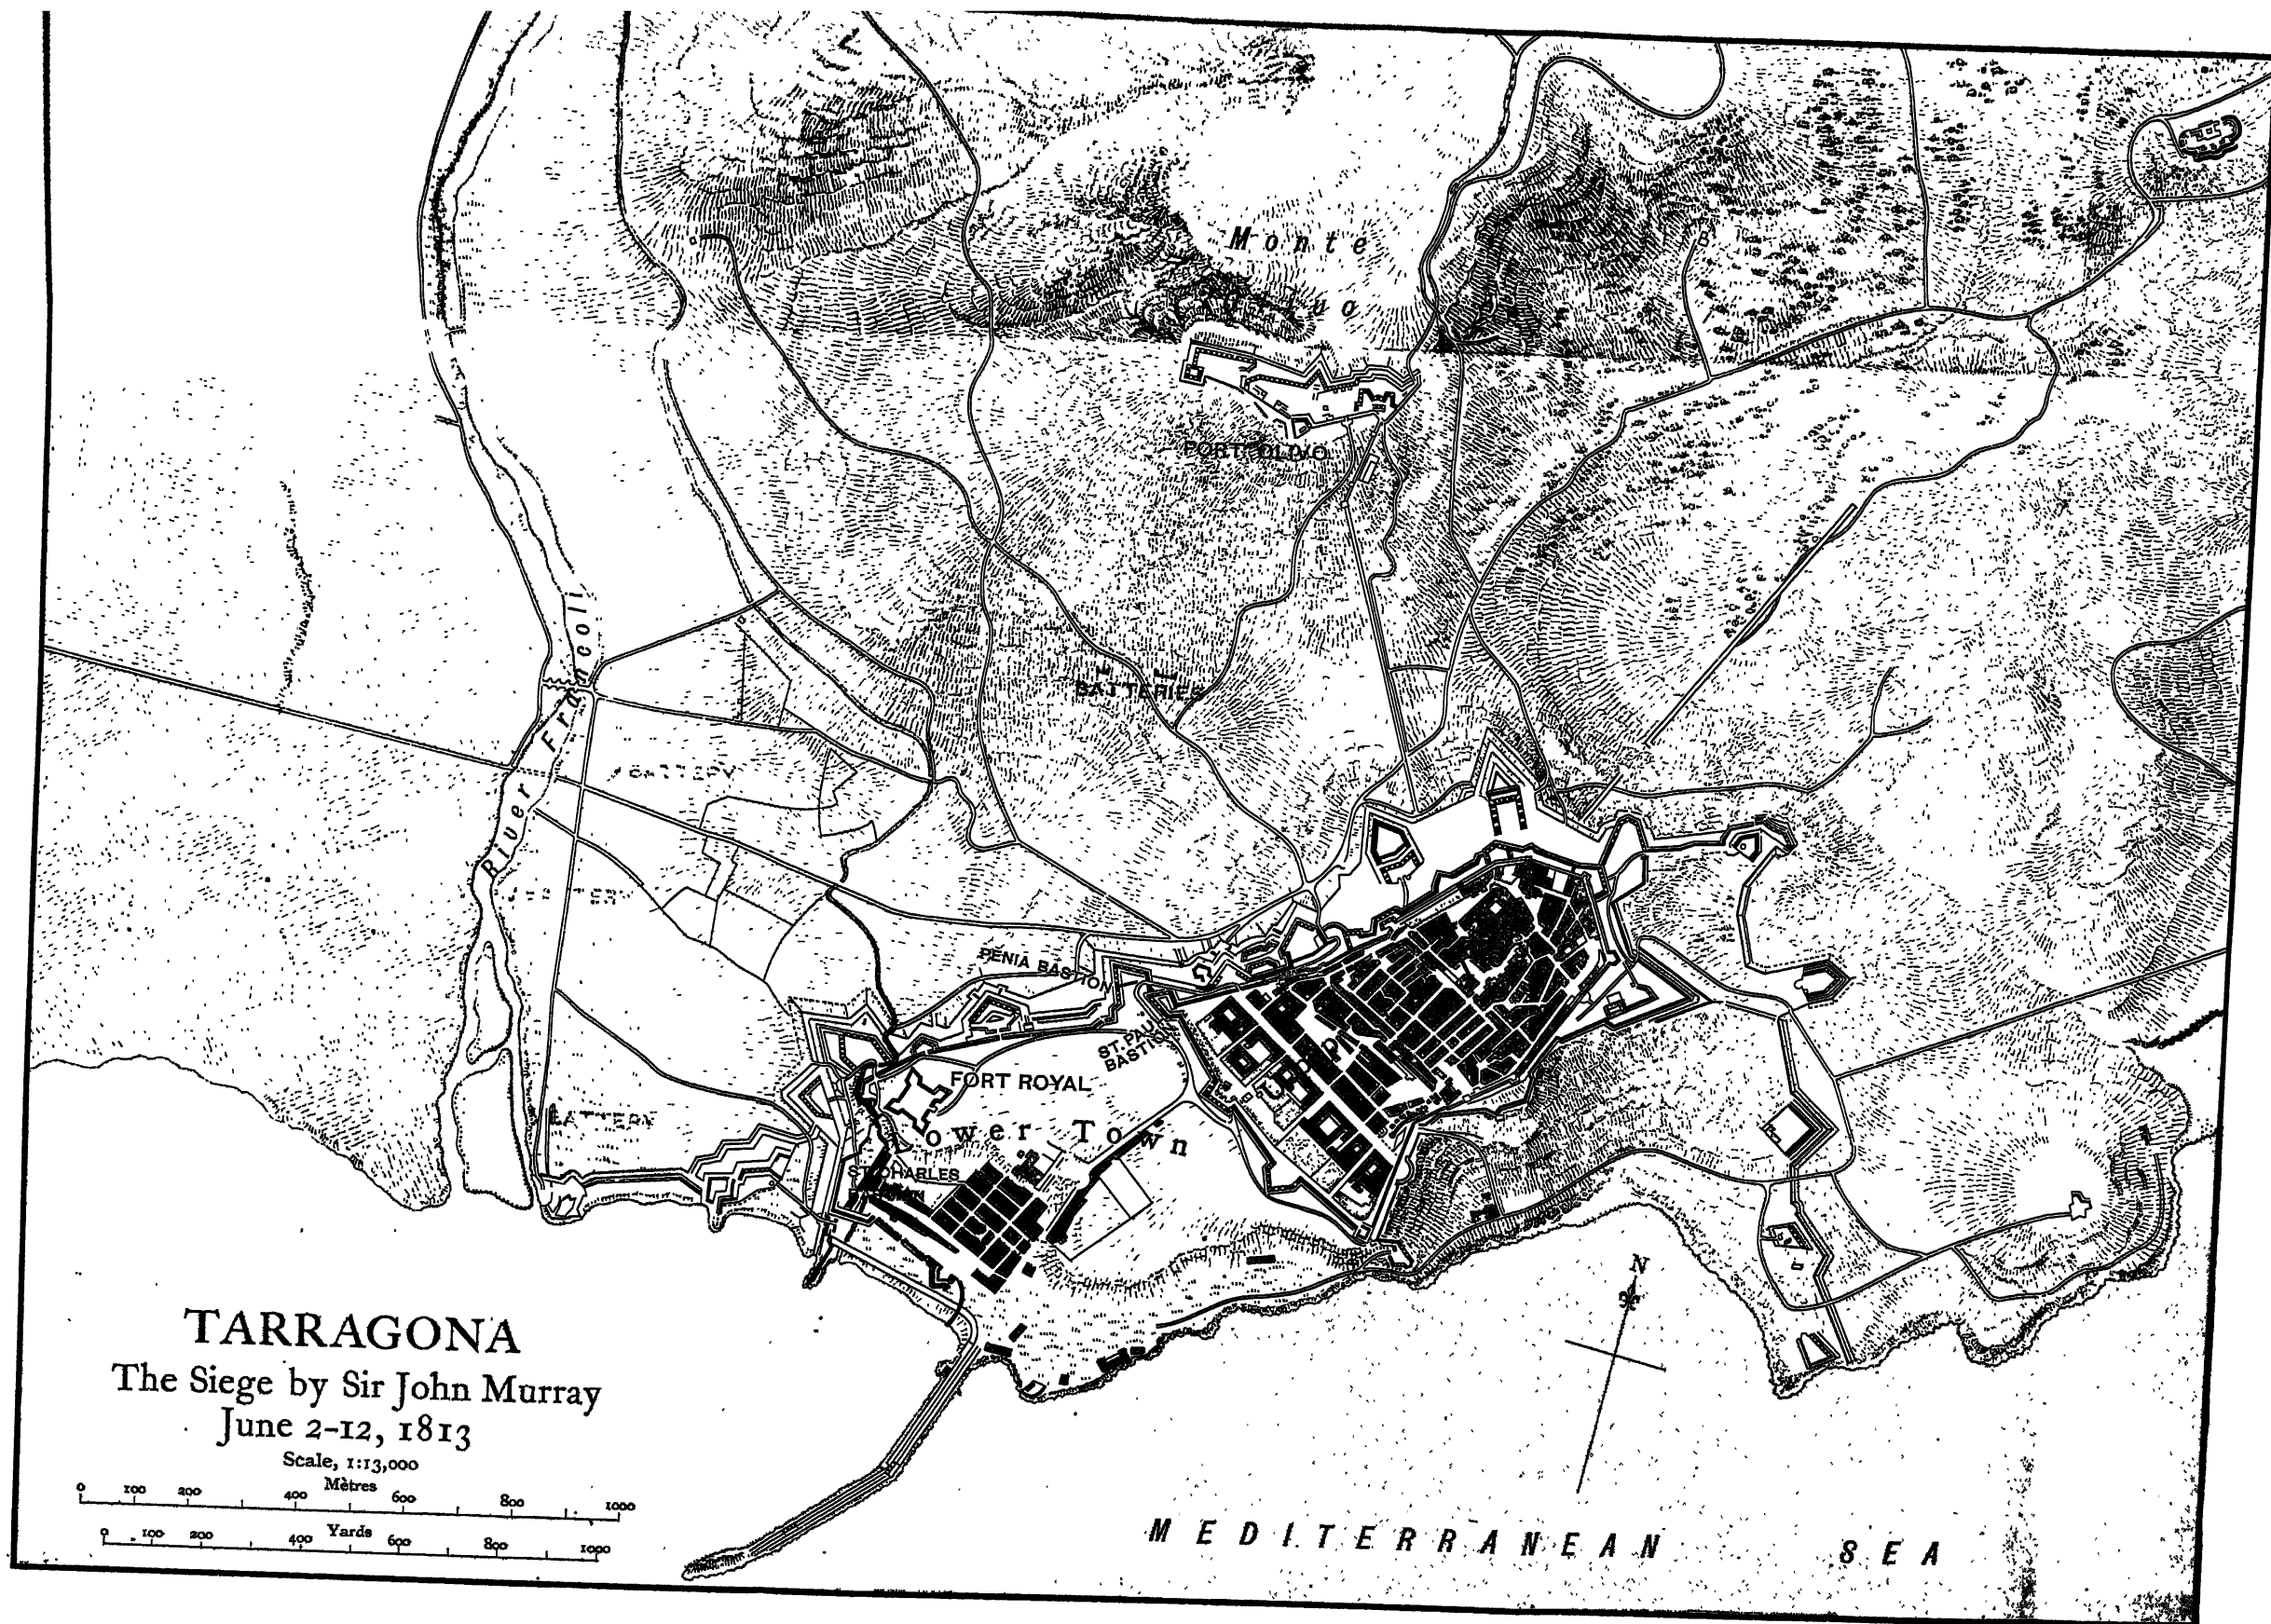 Monte
FORT OLIVO
BATTERIES
River Francoli
BATTERY
PENIA BASTION
ST. PAUL
BASTION
FORT ROYAL
BATTERY
Lower Town
ST. CHARLES
N
TARRAGONA
The Siege by Sir John Murray
June 2-12, 1813
Scale, 1:13,000
Mètres
0 100 200 400 600 800 1000
Yards
0 100 200 400 600 800 1000
MEDITERRANEAN SEA